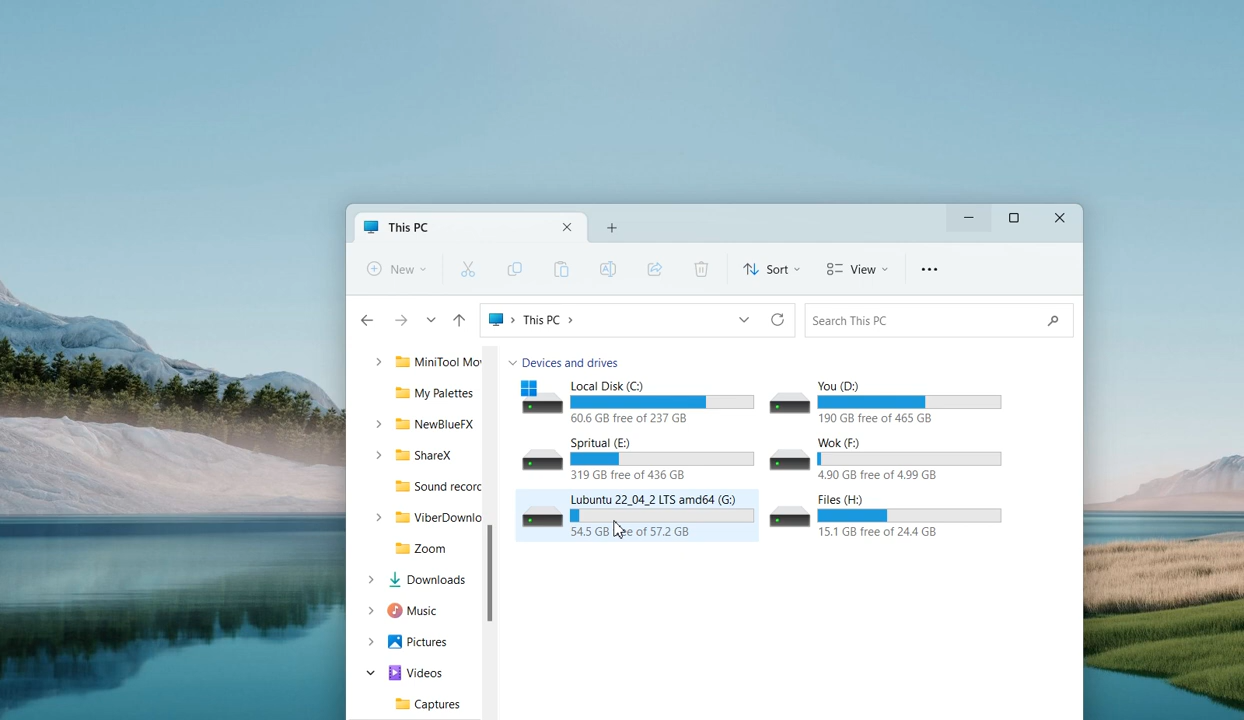 This PC
New
Sort
View
This PC
Search This PC
MiniTool Mov
My Palettes
NewBlueFX
ShareX
Sound record
ViberDownlo
Zoom
Downloads
Music
Pictures
Videos
Captures
Devices and drives
Local Disk (C:)
60.6 GB free of 237 GB
You (D:)
190 GB free of 465 GB
Spritual (E:)
319 GB free of 436 GB
Wok (F:)
4.90 GB free of 4.99 GB
Lubuntu 22_04_2 LTS amd64 (G:)
54.5 GB free of 57.2 GB
Files (H:)
15.1 GB free of 24.4 GB